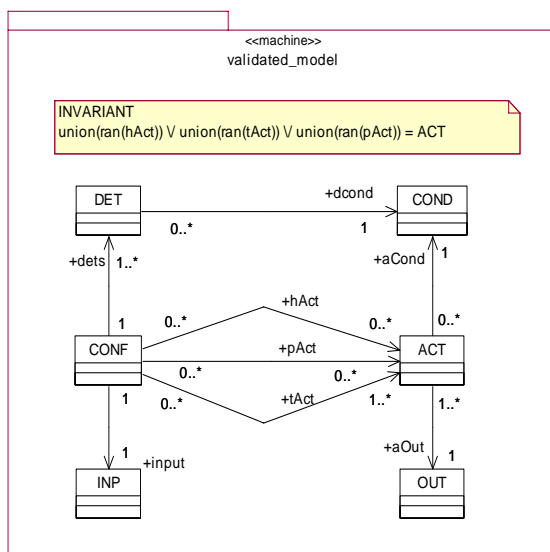 <<machine>>
validated_model
INVARIANT
union(ran(hAct)) \/ union(ran(tAct)) \/ union(ran(pAct)) = ACT
DET
+dcond
COND
0..*
1
+dets
1..*
+aCond
1
1
0..*
+hAct
0..*
0..*
CONF
+pAct
ACT
0..*
0..*
1
0..*
+tAct
1..*
1..*
1
+input
+aOut
1
INP
OUT